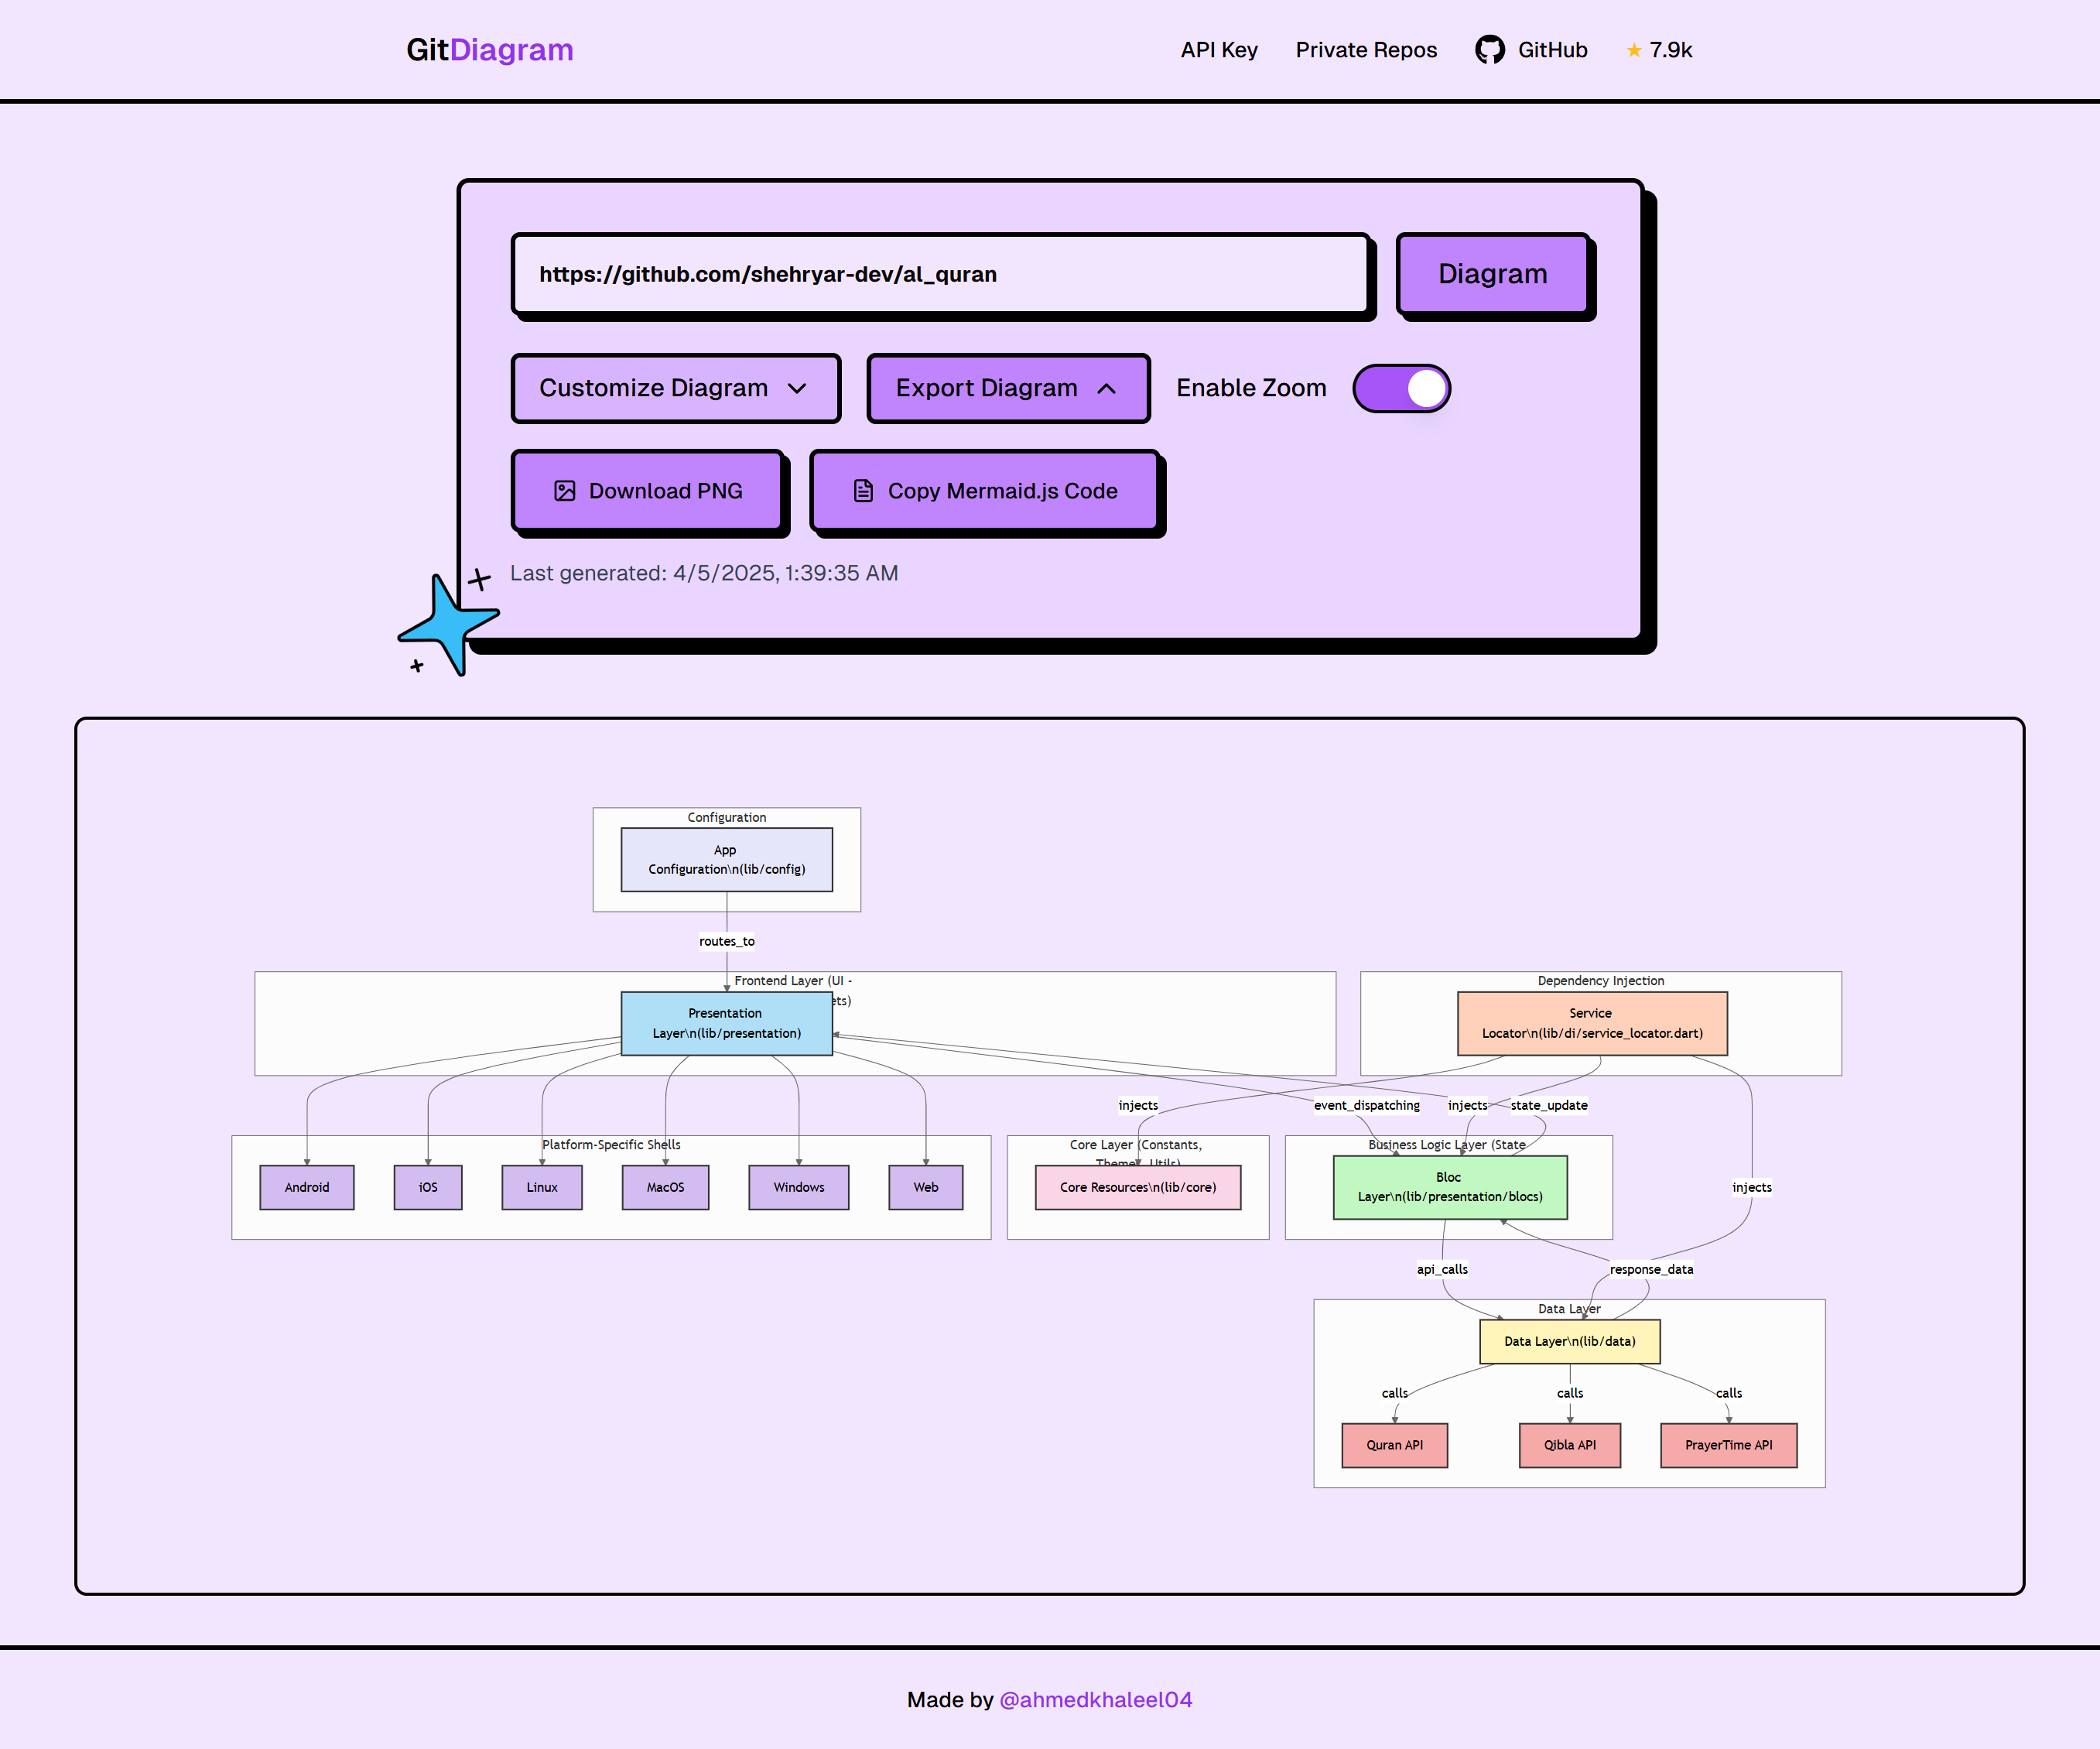 GitDiagram
API Key
Private Repos
GitHub
★ 7.9k
https://github.com/shehryar-dev/al_quran
Diagram
Customize Diagram
Export Diagram
Enable Zoom
Download PNG
Copy Mermaid.js Code
Last generated: 4/5/2025, 1:39:35 AM
Configuration
App
Configuration\n(lib/config)
routes_to
Frontend Layer (UI -
Presentation
Layer\n(lib/presentation)
Dependency Injection
Service
Locator\n(lib/di/service_locator.dart)
injects
event_dispatching
injects
state_update
Platform-Specific Shells
Android
iOS
Linux
MacOS
Windows
Web
Core Layer (Constants,
Core Resources\n(lib/core)
Business Logic Layer (State
Bloc
Layer\n(lib/presentation/blocs)
injects
api_calls
response_data
Data Layer
Data Layer\n(lib/data)
calls
calls
calls
Quran API
Qibla API
PrayerTime API
Made by @ahmedkhaleel04